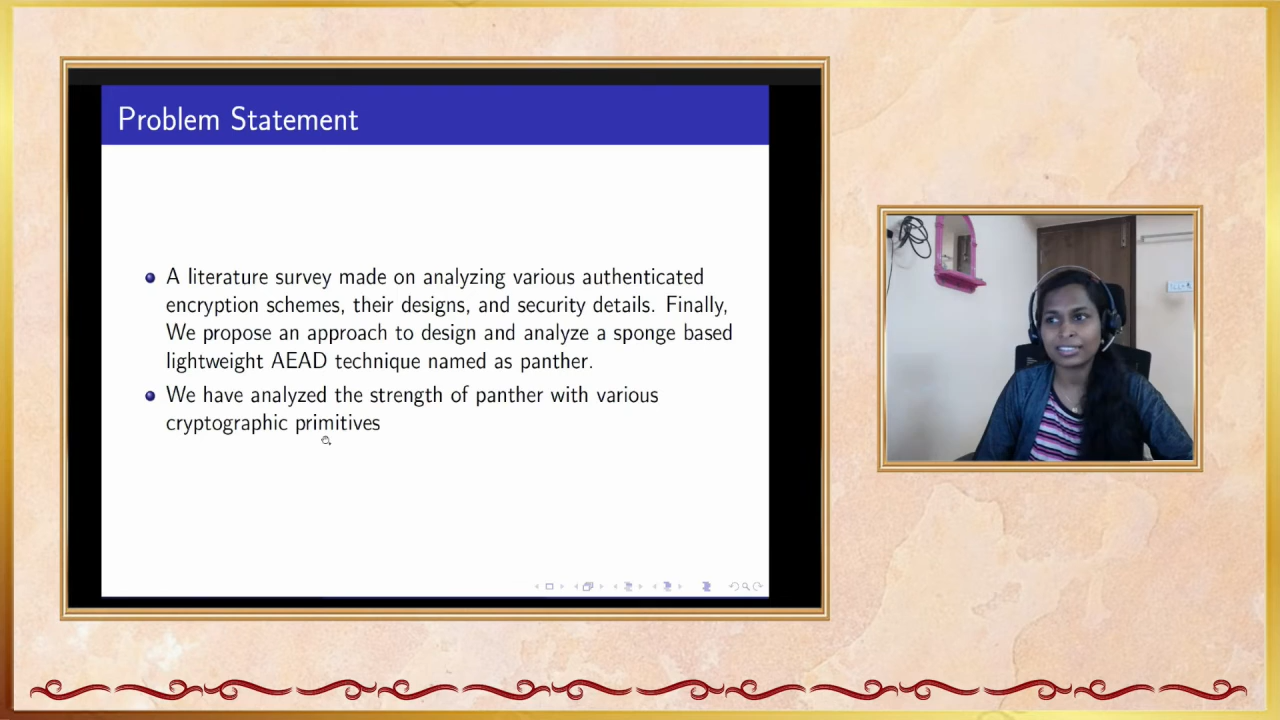 Problem Statement
A literature survey made on analyzing various authenticated
encryption schemes, their designs, and security details. Finally,
We propose an approach to design and analyze a sponge based
lightweight AEAD technique named as panther.
We have analyzed the strength of panther with various
cryptographic primitives